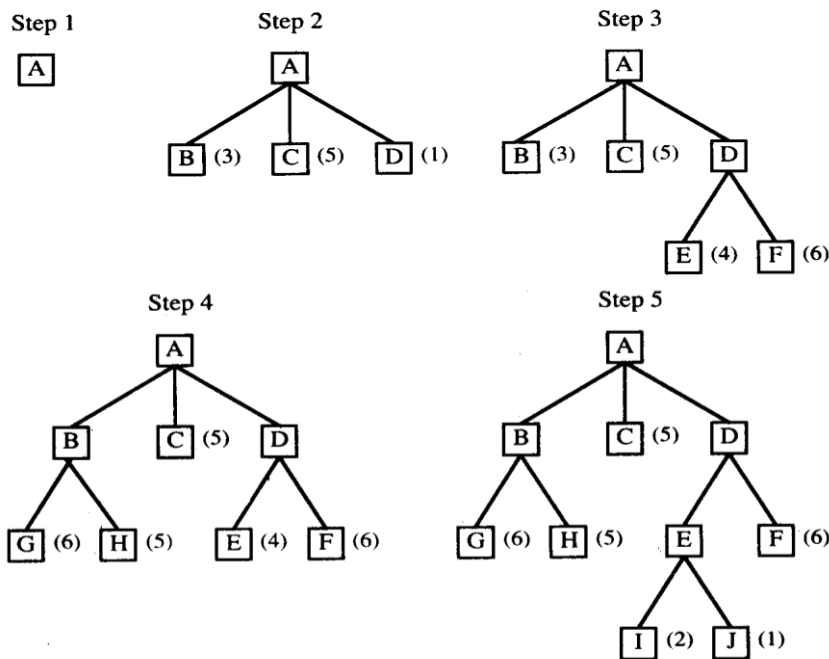 Step 1
A
Step 2
A
B (3) C (5) D (1)
Step 3
A
B (3) C (5) D
E (4) F (6)
Step 4
A
B C (5) D
G (6) H (5) E (4) F (6)
Step 5
A
B C (5) D
G (6) H (5) E F (6)
I (2) J (1)